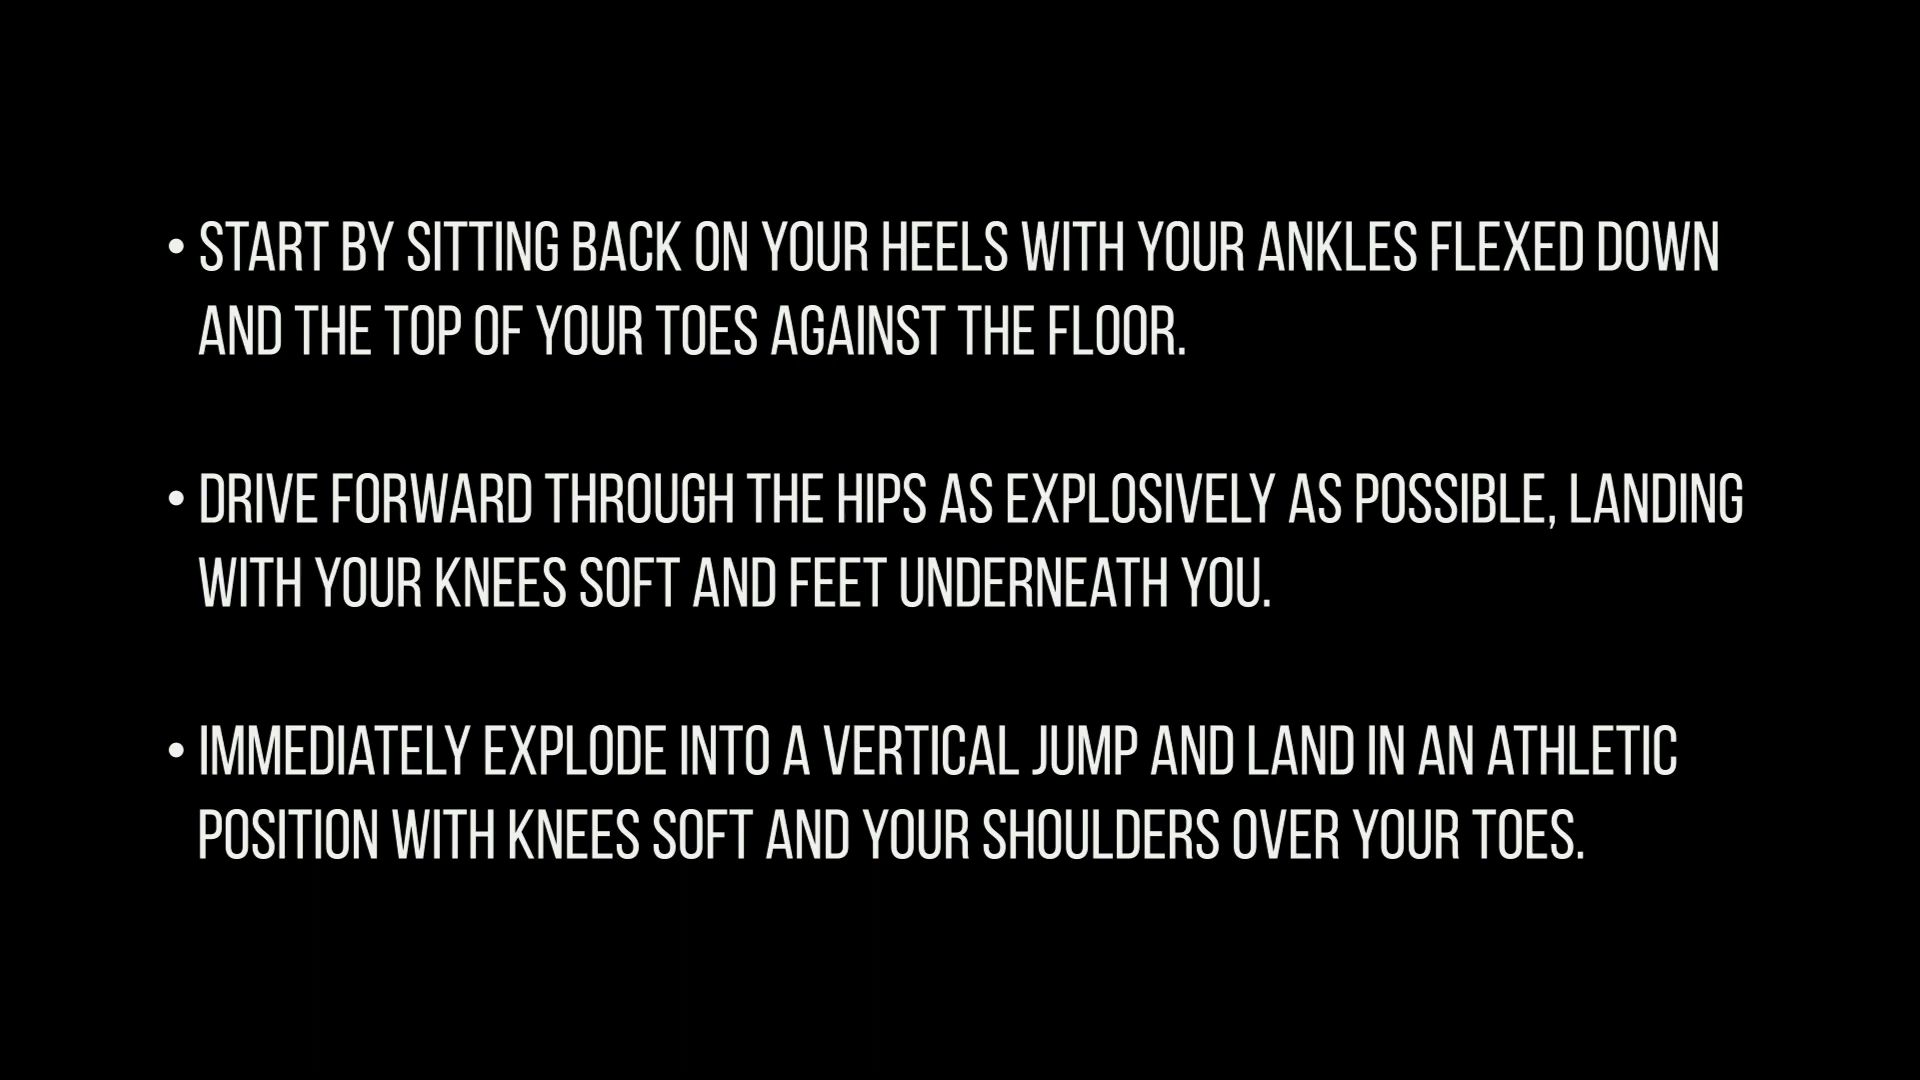 • START BY SITTING BACK ON YOUR HEELS WITH YOUR ANKLES FLEXED DOWN
AND THE TOP OF YOUR TOES AGAINST THE FLOOR.
• DRIVE FORWARD THROUGH THE HIPS AS EXPLOSIVELY AS POSSIBLE, LANDING
WITH YOUR KNEES SOFT AND FEET UNDERNEATH YOU.
• IMMEDIATELY EXPLODE INTO A VERTICAL JUMP AND LAND IN AN ATHLETIC
POSITION WITH KNEES SOFT AND YOUR SHOULDERS OVER YOUR TOES.